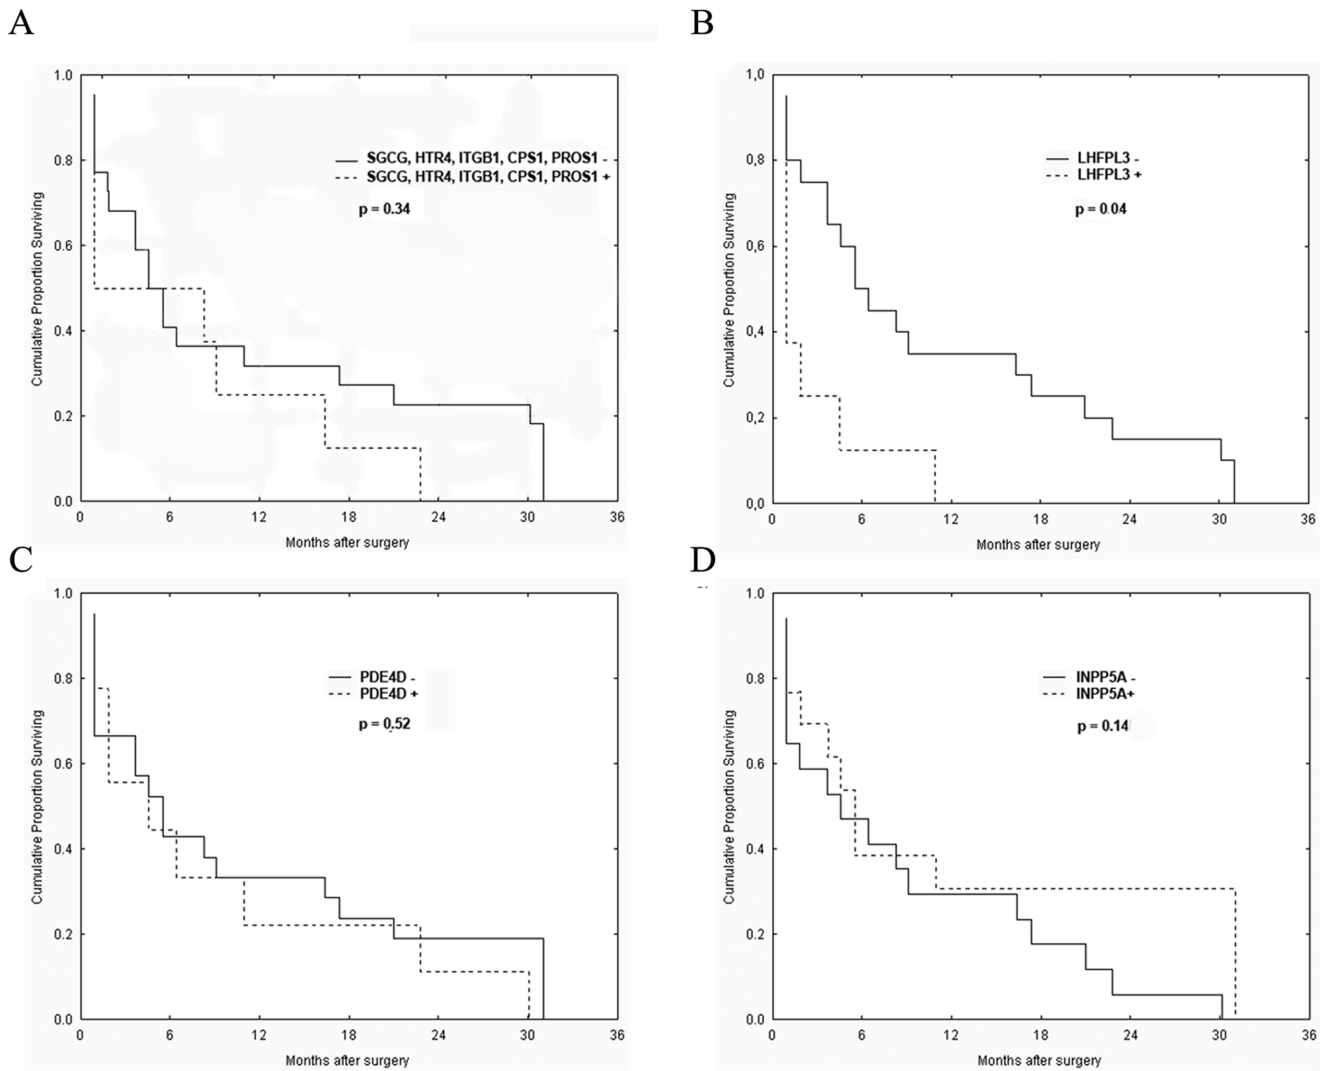 A
1.0
0.8
0.6
0.4
0.2
0.0
Cumulative Proportion Surviving
SGCG, HTR4, ITGB1, CPS1, PROS1 -
SGCG, HTR4, ITGB1, CPS1, PROS1 +
p = 0.34
0 6 12 18 24 30 36
Months after surgery
B
1,0
0,8
0,6
0,4
0,2
0,0
Cumulative Proportion Surviving
LHFPL3 -
LHFPL3 +
p = 0.04
0 6 12 18 24 30 36
Months after surgery
C
1.0
0.8
0.6
0.4
0.2
0.0
Cumulative Proportion Surviving
PDE4D -
PDE4D +
p = 0.52
0 6 12 18 24 30 36
Months after surgery
D
1.0
0.8
0.6
0.4
0.2
0.0
Cumulative Proportion Surviving
INPP5A -
INPP5A+
p = 0.14
0 6 12 18 24 30 36
Months after surgery